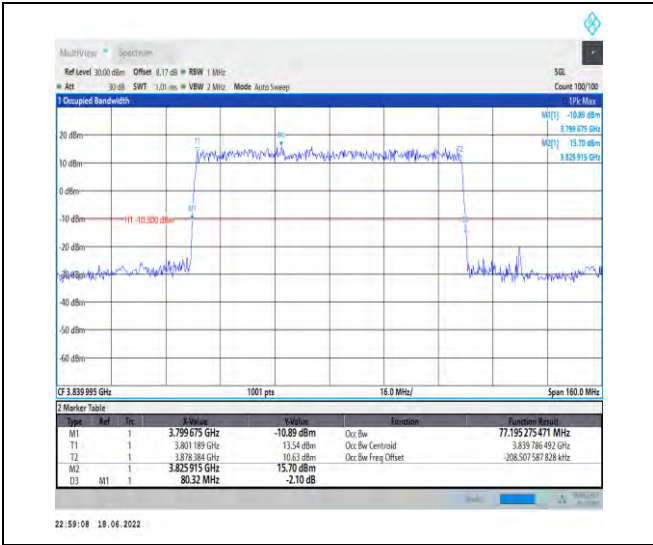 MultiView Spectrum
Ref Level 30.00 dBm Offset 8.17 dB RBW 1 MHz SGL
Att 30 dB SWT 1.01 ms VBW 2 MHz Mode Auto Sweep Count 100/100
1 Occupied Bandwidth 1Pk Max
M1[1] -10.89 dBm
3.799 675 GHz
M2[1] 15.70 dBm
3.825 915 GHz
20 dBm
T1 M2 T2
10 dBm
0 dBm
M1
-10 dBm H1 -10.300 dBm
-20 dBm
-30 dBm
-40 dBm
-50 dBm
-60 dBm
CF 3.839 995 GHz 1001 pts 16.0 MHz/ Span 160.0 MHz
2 Marker Table
Type Ref Trc X-Value Y-Value Function Function Result
M1 1 3.799 675 GHz -10.89 dBm Occ Bw 77.195 275 471 MHz
T1 1 3.801 189 GHz 13.54 dBm Occ Bw Centroid 3.839 786 492 GHz
T2 1 3.878 384 GHz 10.63 dBm Occ Bw Freq Offset -208.507 587 828 kHz
M2 1 3.825 915 GHz 15.70 dBm
D3 M1 1 80.32 MHz -2.10 dB
22:59:08 18.06.2022